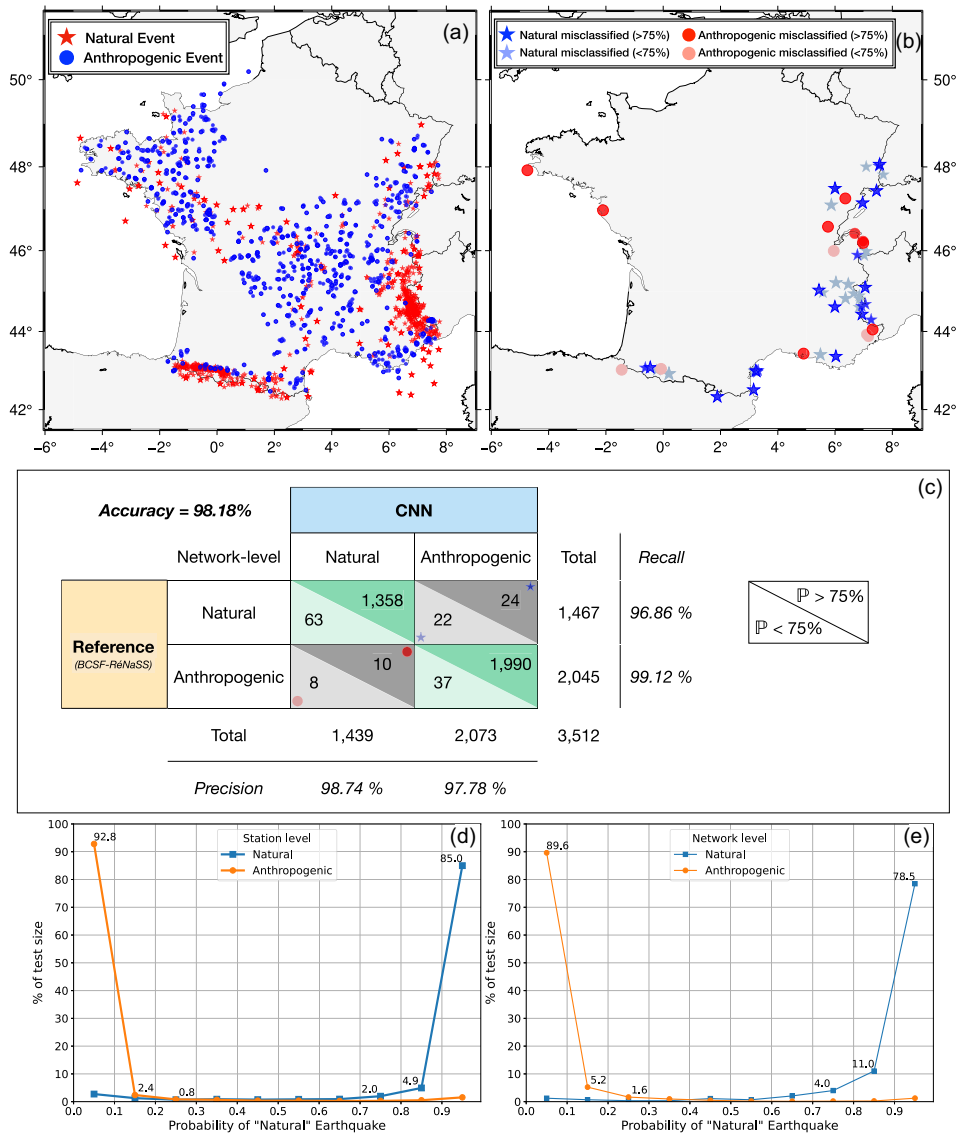 Natural Event
Anthropogenic Event
(a)
50°
48°
46°
44°
42°
−6° −4° −2° 0° 2° 4° 6° 8°
Natural misclassified (>75%)
Natural misclassified (<75%)
Anthropogenic misclassified (>75%)
Anthropogenic misclassified (<75%)
(b)
50°
48°
46°
44°
42°
−6° −4° −2° 0° 2° 4° 6° 8°
(c)
Accuracy = 98.18%
CNN
Network-level Natural Anthropogenic Total Recall
Reference
(BCSF-RéNaSS)
Natural 63 1,358 22 24 1,467 96.86 %
Anthropogenic 8 10 37 1,990 2,045 99.12 %
Total 1,439 2,073 3,512
Precision 98.74 % 97.78 %
ℙ > 75%
ℙ < 75%
(d)
Station level
Natural
Anthropogenic
% of test size
100
90
80
70
60
50
40
30
20
10
0
92.8
2.4
0.8
2.0
4.9
85.0
0.0 0.1 0.2 0.3 0.4 0.5 0.6 0.7 0.8 0.9
Probability of "Natural" Earthquake
(e)
Network level
Natural
Anthropogenic
% of test size
100
90
80
70
60
50
40
30
20
10
0
89.6
5.2
1.6
4.0
11.0
78.5
0.0 0.1 0.2 0.3 0.4 0.5 0.6 0.7 0.8 0.9
Probability of "Natural" Earthquake